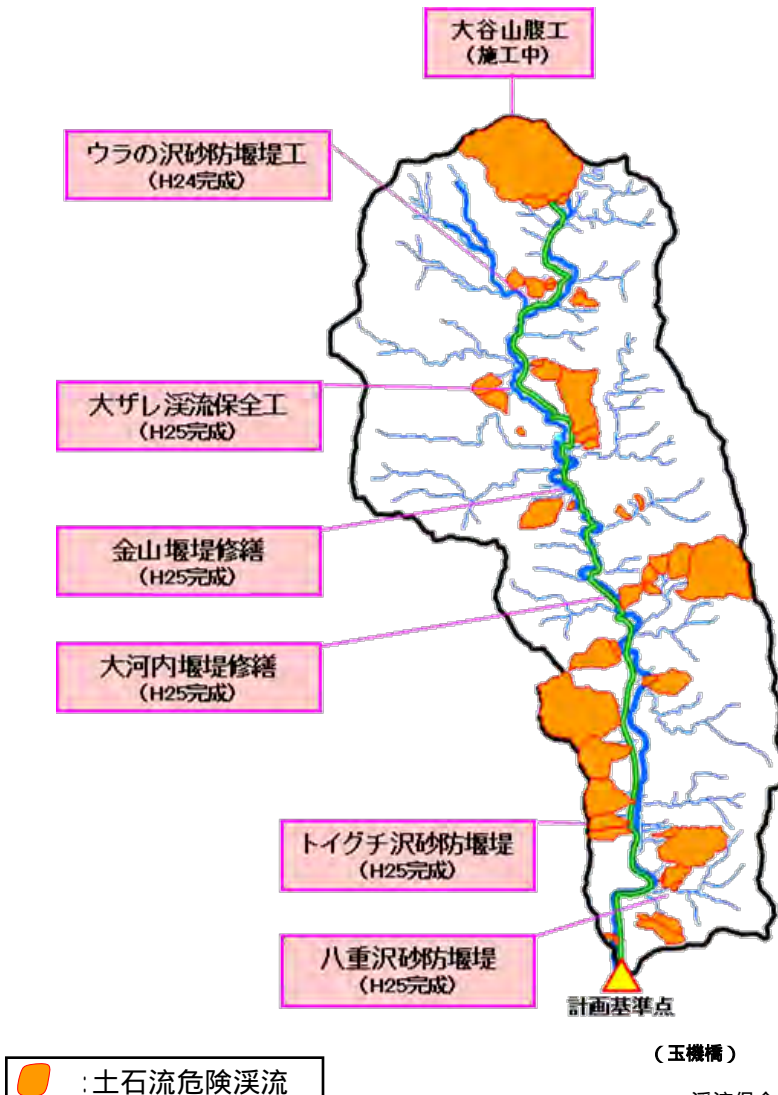 大谷山腹工
(施工中)
ウラの沢砂防堰堤工
(H24完成)
大ザレ渓流保全工
(H25完成)
金山堰堤修繕
(H25完成)
大河内堰堤修繕
(H25完成)
トイグチ沢砂防堰堤
(H25完成)
八重沢砂防堰堤
(H25完成)
計画基準点
(玉機橋)
:土石流危険渓流